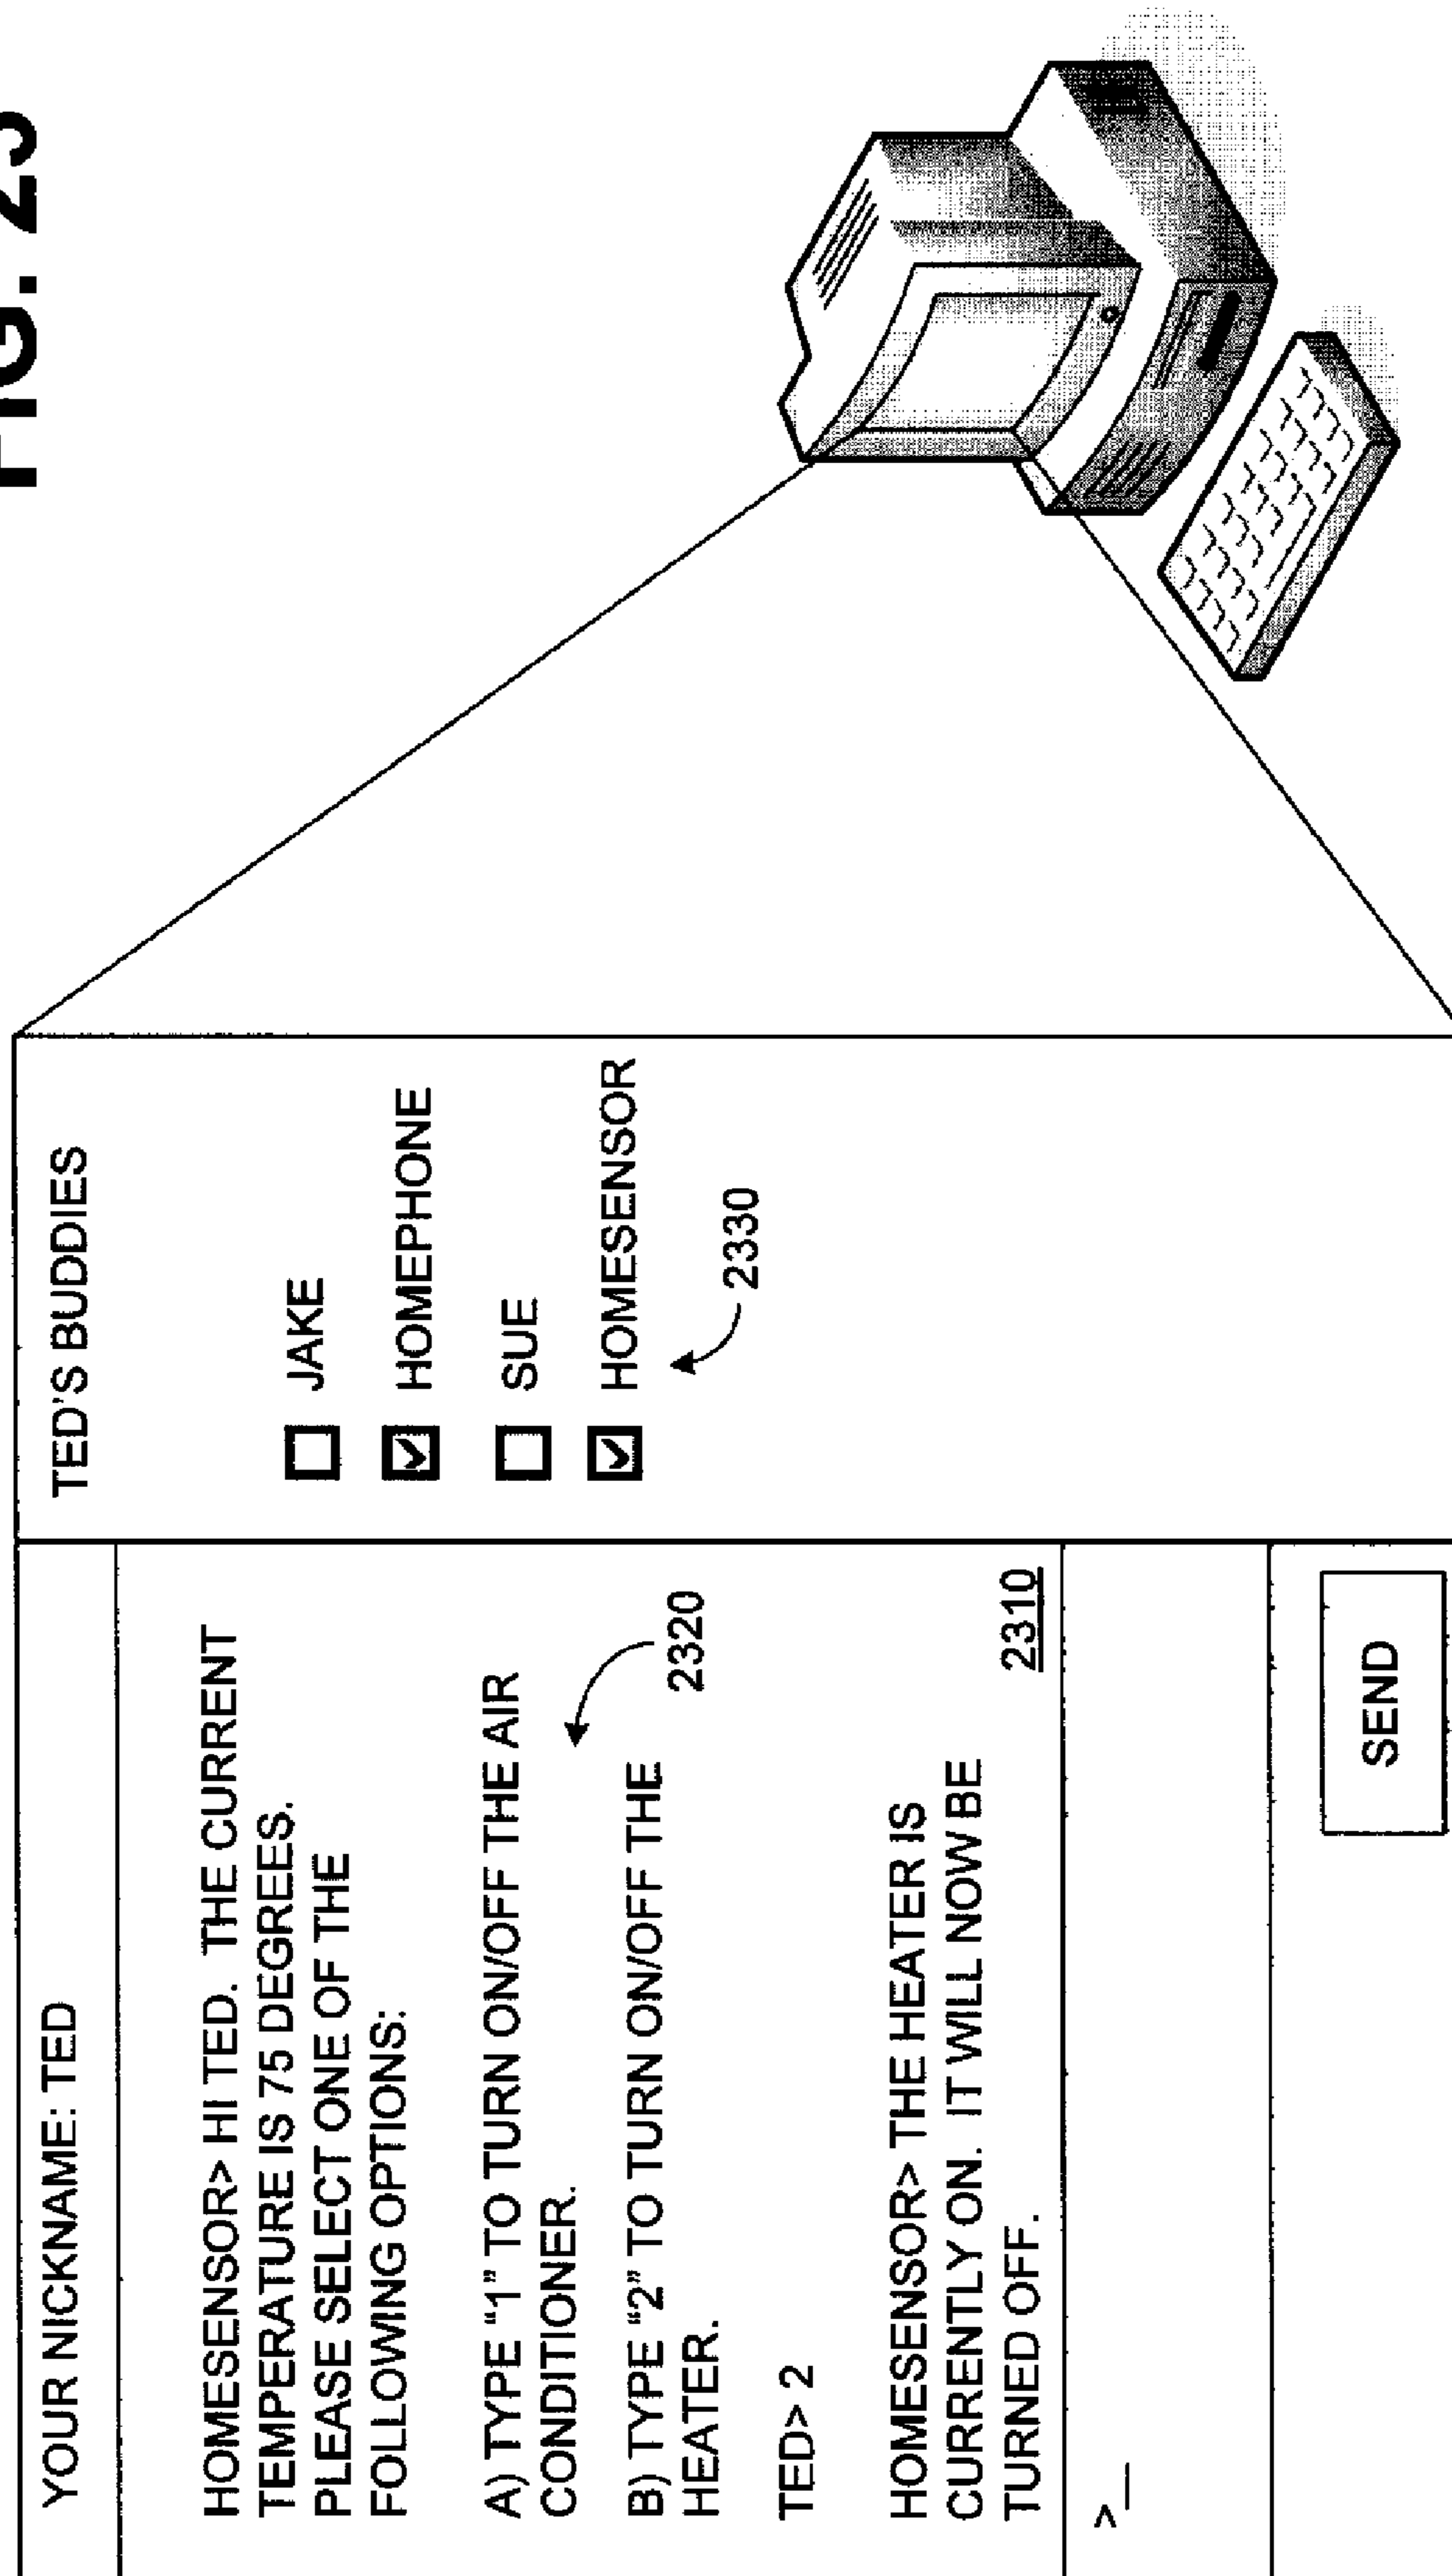 FIG. 23
YOUR NICKNAME: TED
HOMESENSOR> HI TED. THE CURRENT
TEMPERATURE IS 75 DEGREES.
PLEASE SELECT ONE OF THE
FOLLOWING OPTIONS:
A) TYPE “1” TO TURN ON/OFF THE AIR
CONDITIONER.
B) TYPE “2” TO TURN ON/OFF THE
HEATER.
2320
TED> 2
HOMESENSOR> THE HEATER IS
CURRENTLY ON. IT WILL NOW BE
TURNED OFF.
2310
>_
SEND
TED'S BUDDIES
JAKE
HOMEPHONE
SUE
HOMESENSOR
2330